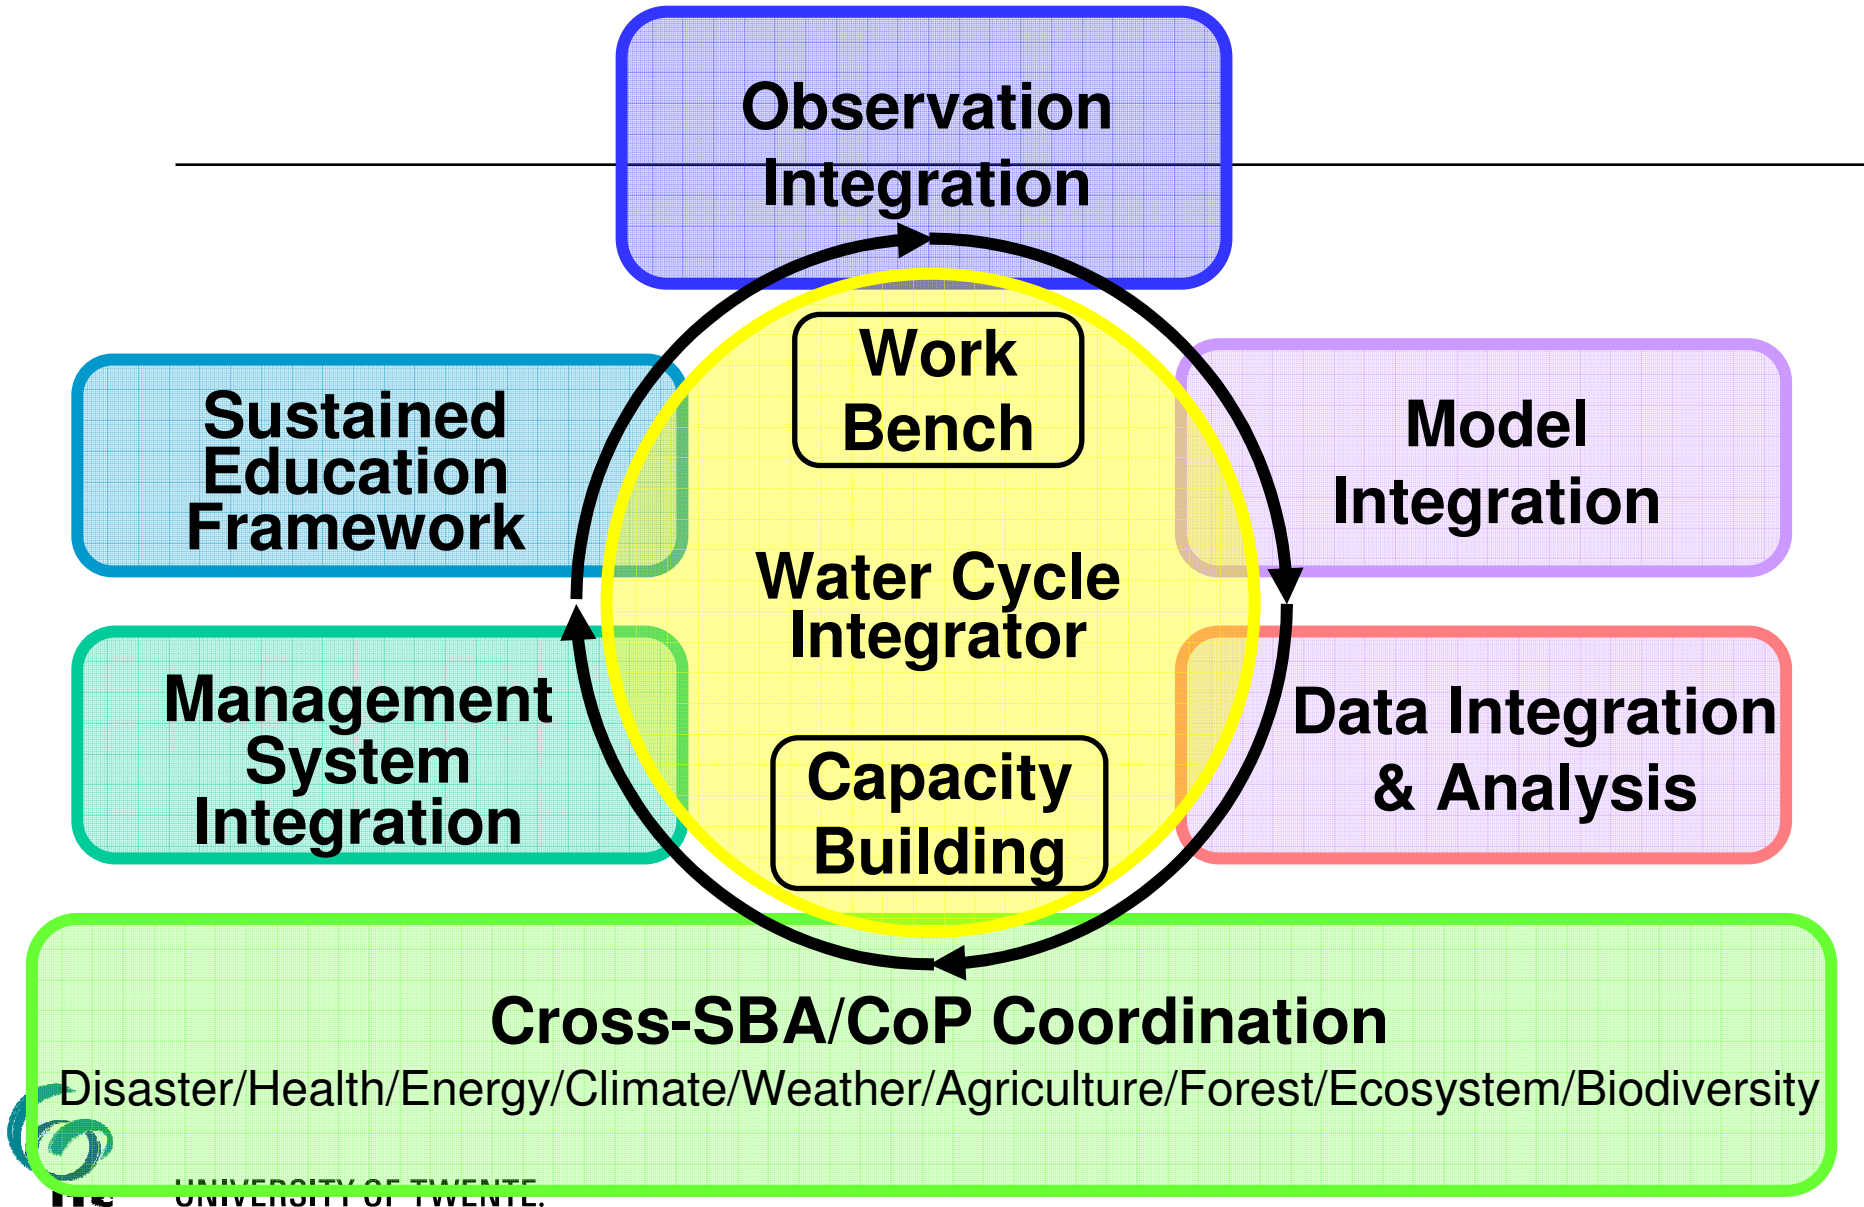 Observation
Integration
Work
Bench
Sustained
Education
Framework
Model
Integration
Water Cycle
Integrator
Management
System
Integration
Data Integration
& Analysis
Capacity
Building
Cross-SBA/CoP Coordination
Disaster/Health/Energy/Climate/Weather/Agriculture/Forest/Ecosystem/Biodiversity
UNIVERSITY OF TWENTE.